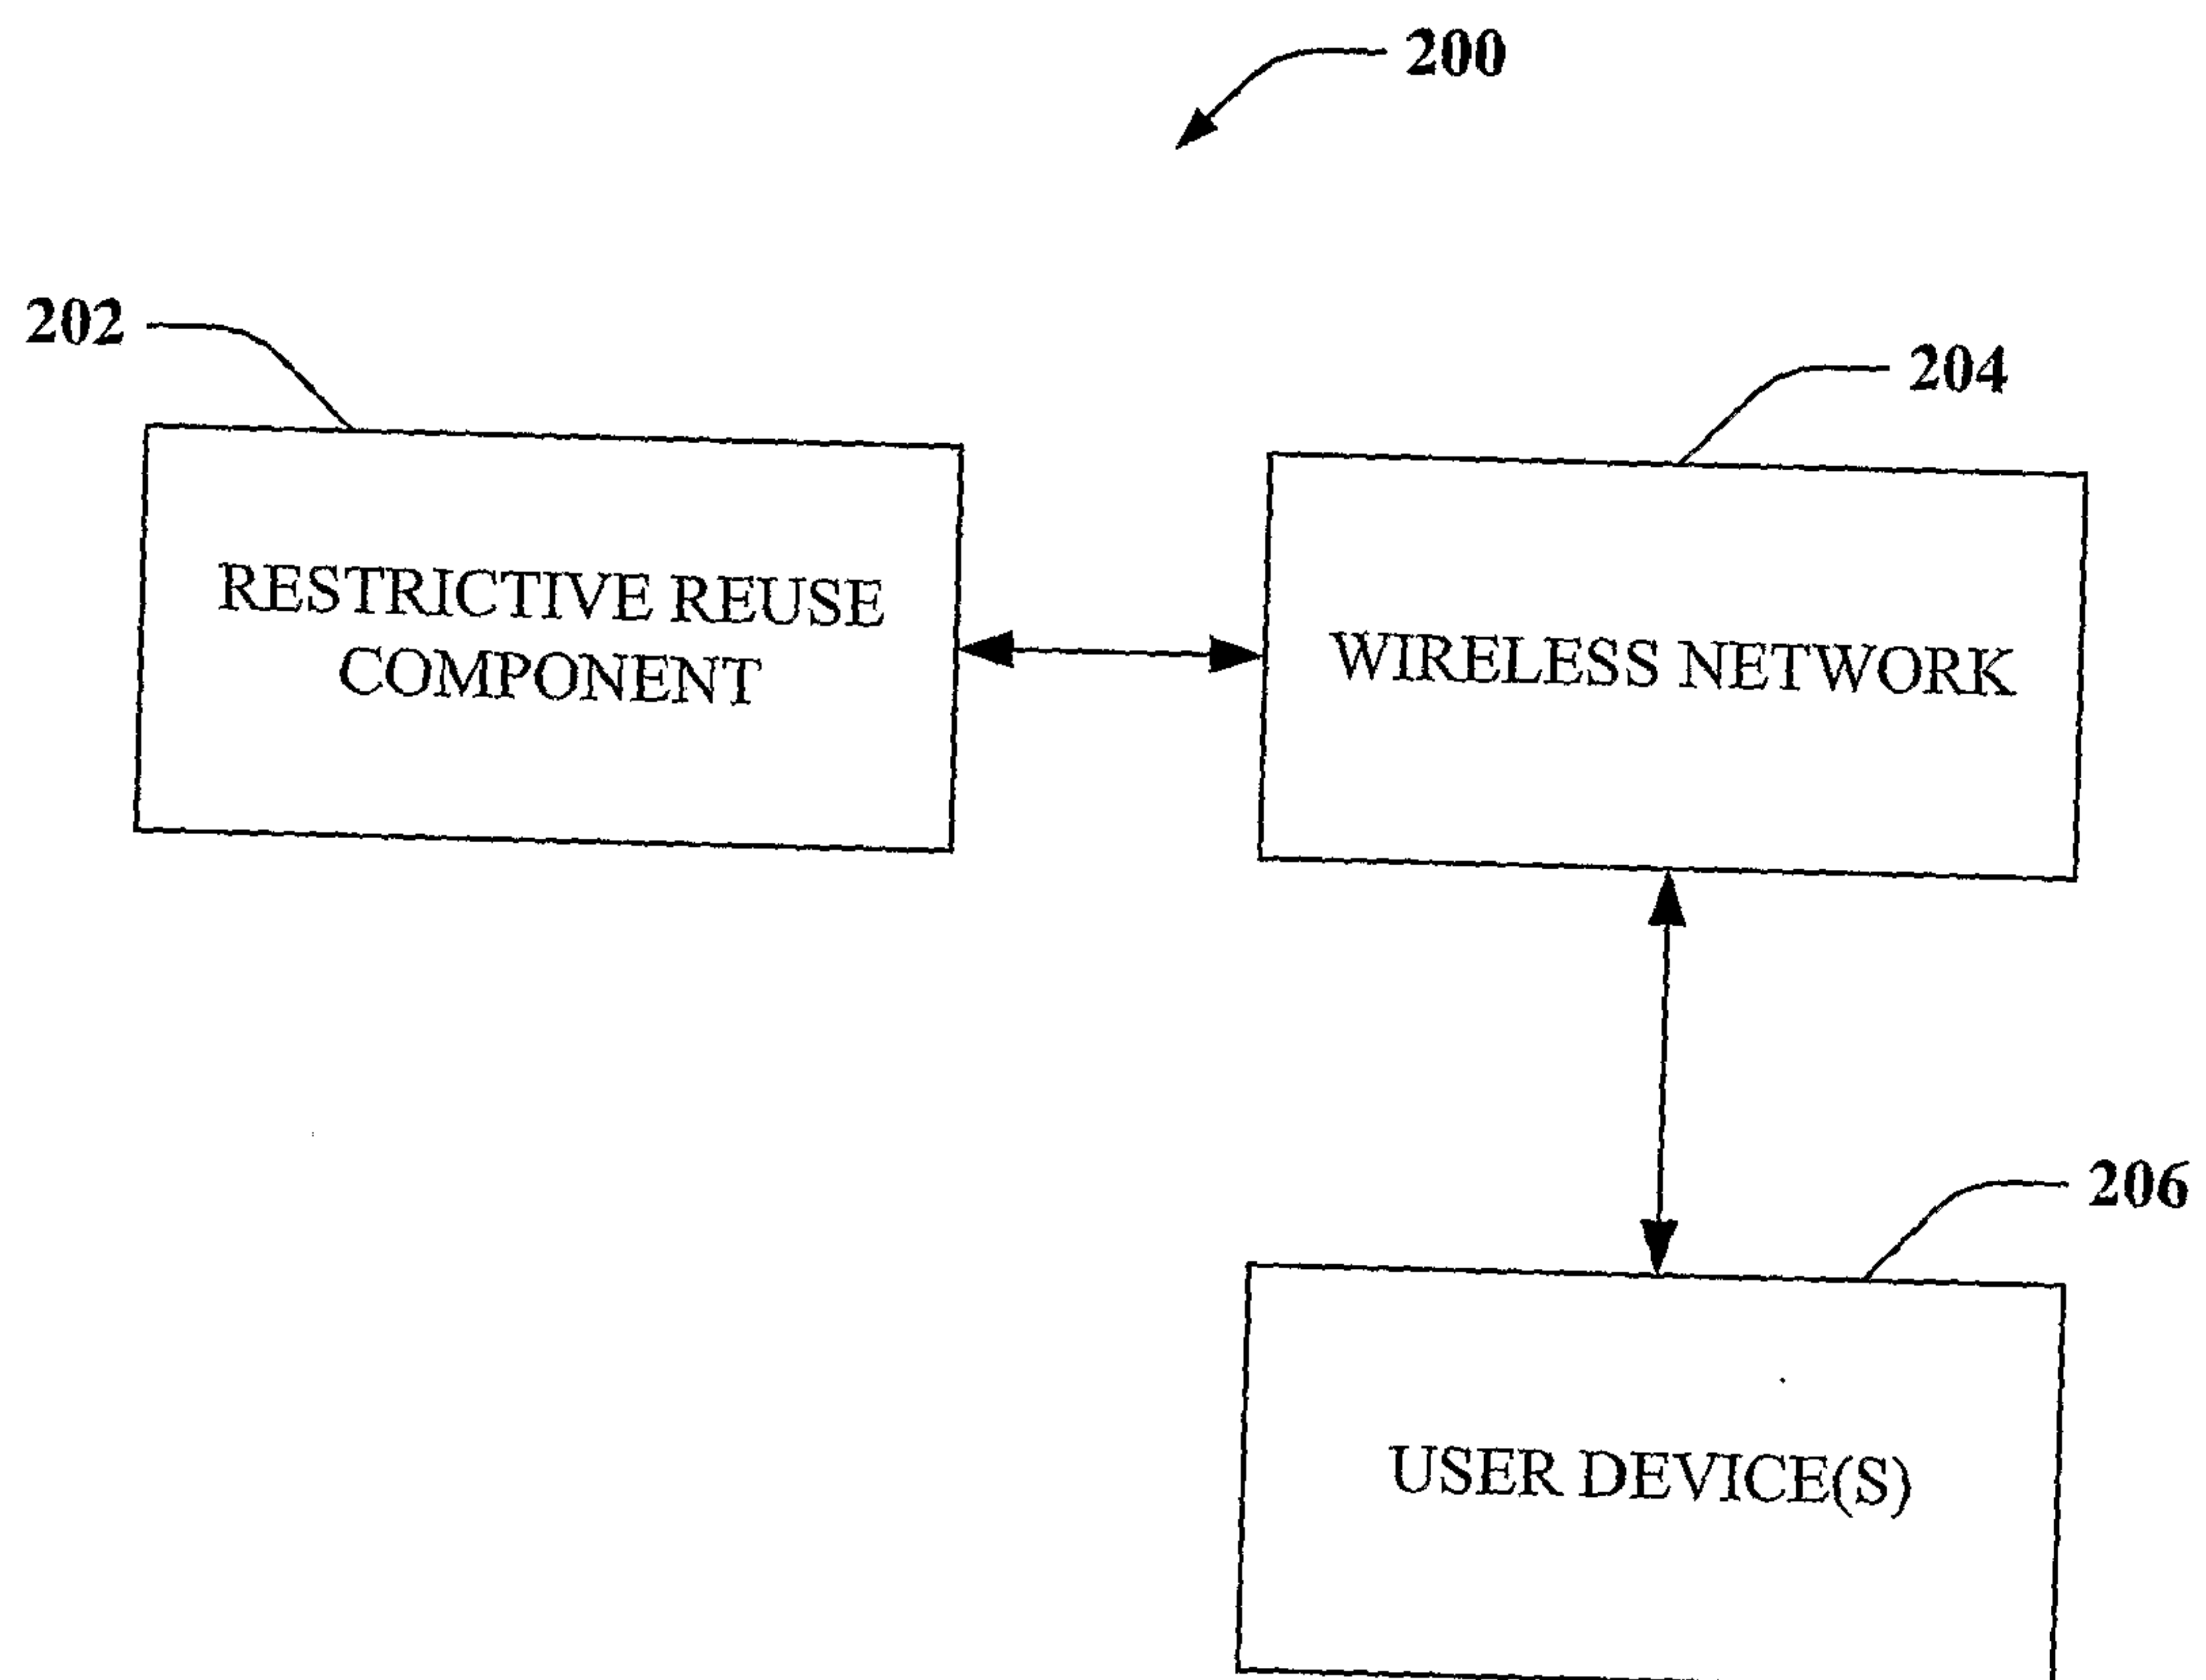 200
202
204
RESTRICTIVE REUSE
COMPONENT
WIRELESS NETWORK
206
USER DEVICE(S)